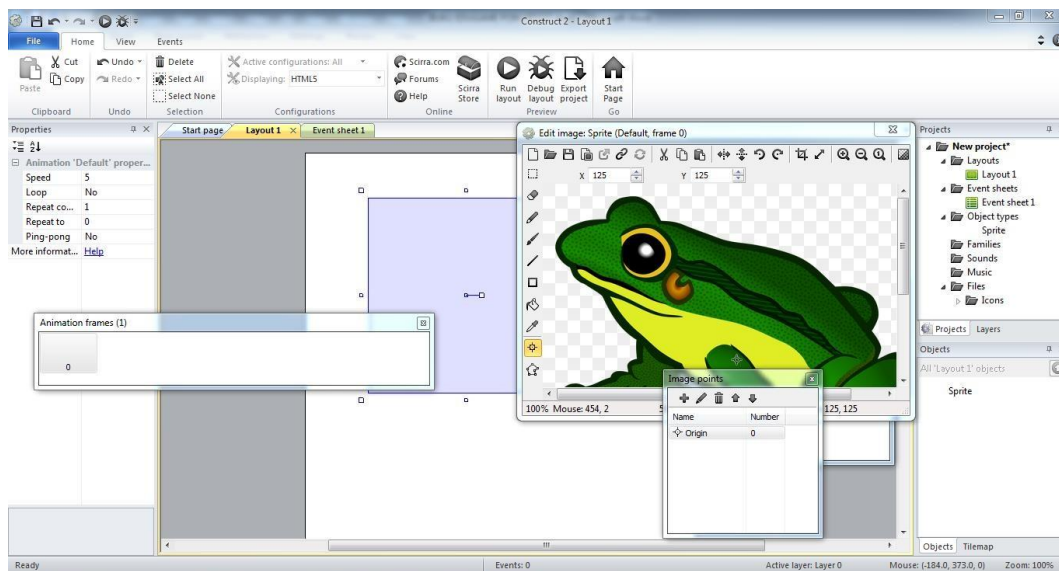 Construct 2 - Layout 1
File Home View Events
Paste Cut Copy Clipboard
Undo Redo Undo
Delete Select All Select None Selection
Active configurations: All
Displaying: HTML5
Configurations
Scirra.com Forums Help Online
Scirra Store
Run layout Debug layout Export project Preview
Start Page Go
Properties
Animation 'Default' proper...
Speed 5
Loop No
Repeat co... 1
Repeat to 0
Ping-pong No
More informat... Help
Start page Layout 1 Event sheet 1
Animation frames (1)
0
Edit image: Sprite (Default, frame 0)
X 125 Y 125
100% Mouse: 454, 2
125, 125
Image points
Name Number
Origin 0
Projects
New project*
Layouts
Layout 1
Event sheets
Event sheet 1
Object types
Sprite
Families
Sounds
Music
Files
Icons
Projects Layers
Objects
All 'Layout 1' objects
Sprite
Objects Tilemap
Ready Events: 0 Active layer: Layer 0 Mouse: (-184.0, 373.0, 0) Zoom: 100%